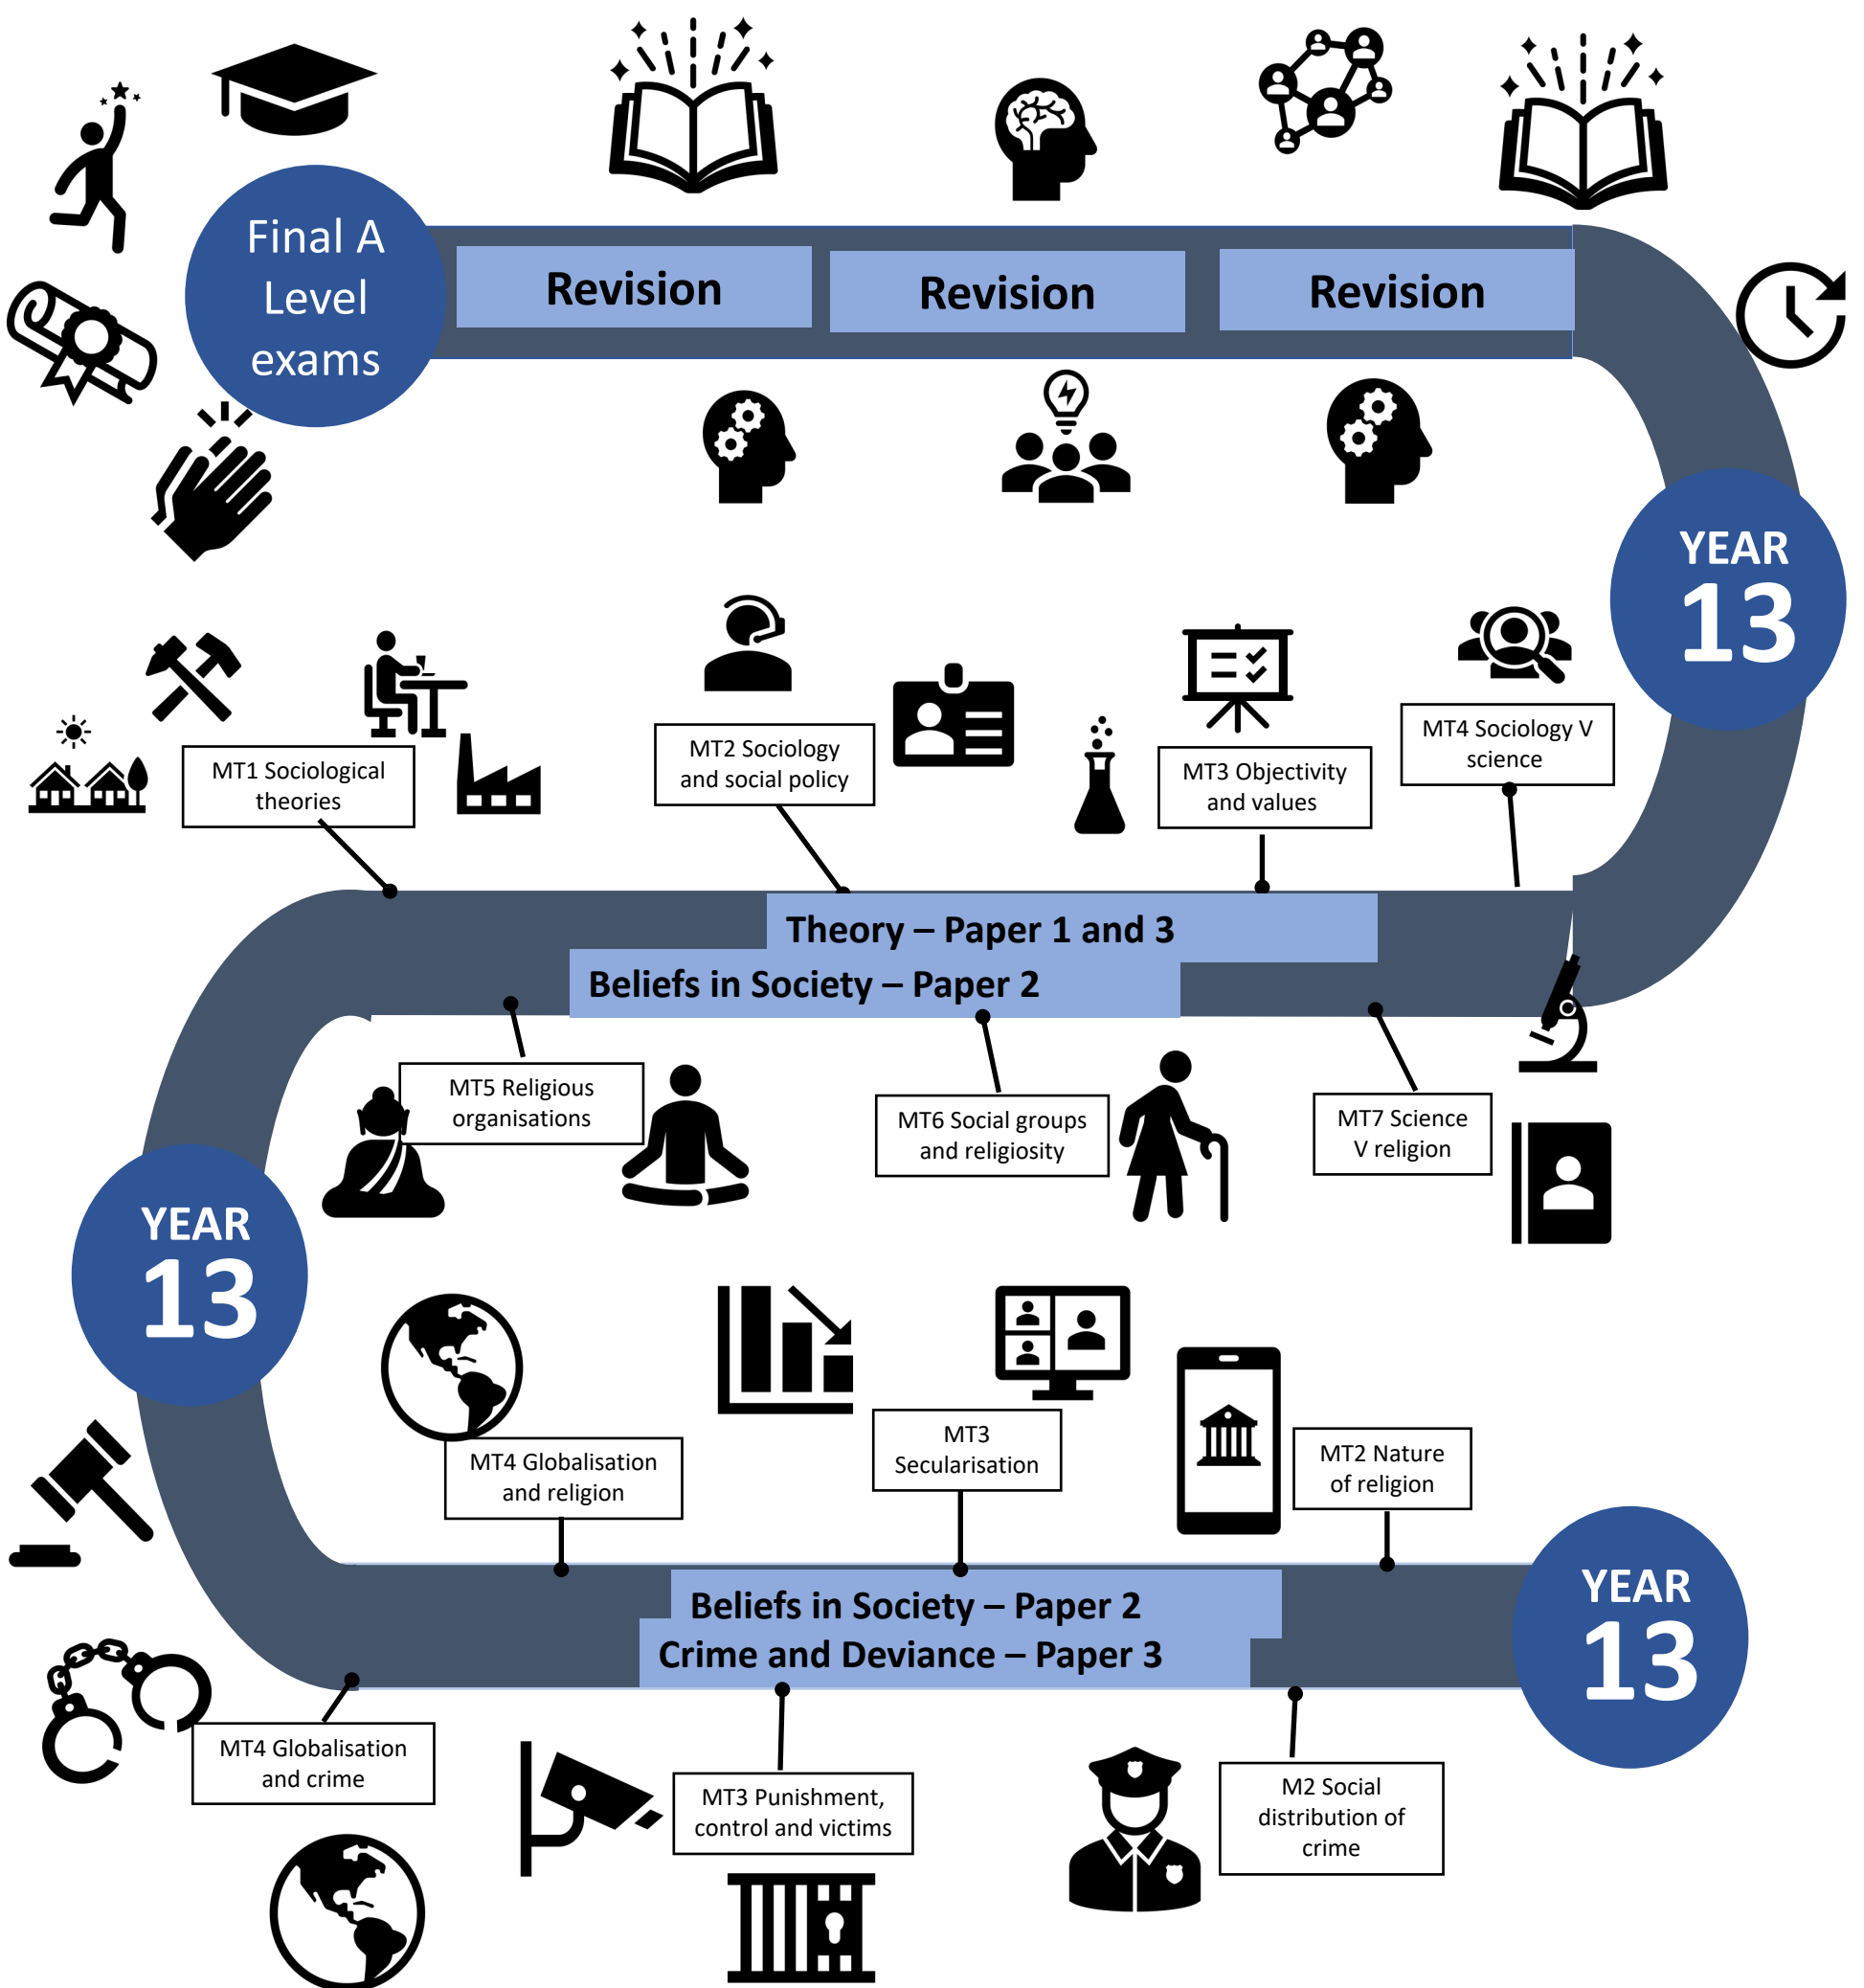 Final A
Level
exams
Revision
Revision
Revision
YEAR
13
MT1 Sociological
theories
MT2 Sociology
and social policy
MT3 Objectivity
and values
MT4 Sociology V
science
Theory – Paper 1 and 3
Beliefs in Society – Paper 2
MT5 Religious
organisations
MT6 Social groups
and religiosity
MT7 Science
V religion
YEAR
13
MT4 Globalisation
and religion
MT3
Secularisation
MT2 Nature
of religion
Beliefs in Society – Paper 2
Crime and Deviance – Paper 3
YEAR
13
MT4 Globalisation
and crime
MT3 Punishment,
control and victims
M2 Social
distribution of
crime